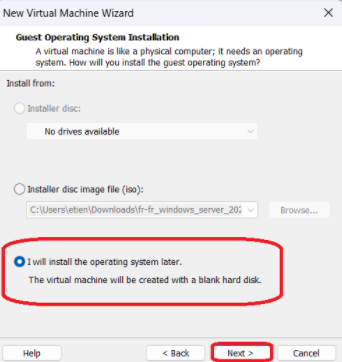 New Virtual Machine Wizard
Guest Operating System Installation
A virtual machine is like a physical computer; it needs an operating
system. How will you install the guest operating system?
Install from:
Installer disc:
No drives available
Installer disc image file (iso):
C:\Users\etien\Downloads\fr-fr_windows_server_202
Browse...
I will install the operating system later.
The virtual machine will be created with a blank hard disk.
Help
< Back
Next >
Cancel